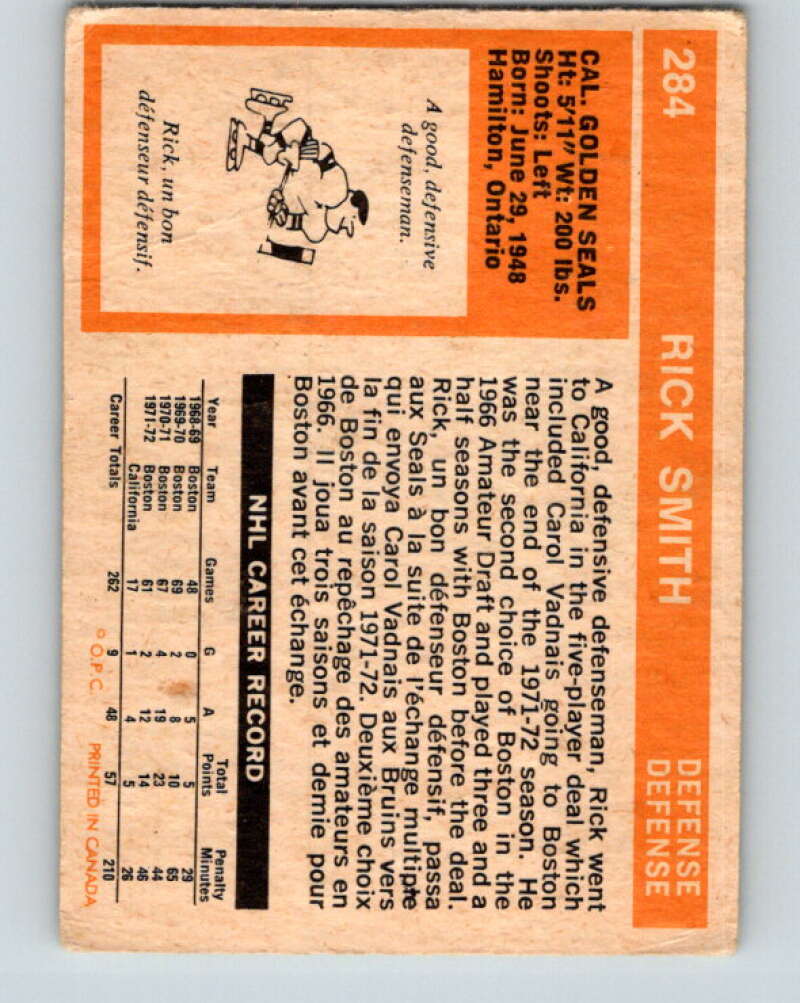 284 RICK SMITH DEFENSE
DEFENSE
CAL. GOLDEN SEALS
Ht: 5'11" Wt: 200 lbs.
Shoots: Left
Born: June 29, 1948
Hamilton, Ontario
A good, defensive
defenseman.
Rick, un bon
défenseur défensif.
A good, defensive defenseman, Rick went
to California in the five-player deal which
included Carol Vadnais going to Boston
near the end of the 1971-72 season. He
was the second choice of Boston in the
1966 Amateur Draft and played three and a
half seasons with Boston before the deal.
Rick, un bon défenseur défensif, passa
aux Seals à la suite de l'échange multiple
qui envoya Carol Vadnais aux Bruins vers
la fin de la saison 1971-72. Deuxième choix
de Boston au repêchage des amateurs en
1966. Il joua trois saisons et demie pour
Boston avant cet échange.
NHL CAREER RECORD
Year Team Games G A Total Points Penalty Minutes
1968-69 Boston 48 0 5 5 29
1969-70 Boston 69 2 8 10 65
1970-71 Boston 67 4 19 23 44
1971-72 Boston 61 2 12 14 46
California 17 1 4 5 26
Career Totals 262 9 48 57 210
© O.P.C. PRINTED IN CANADA